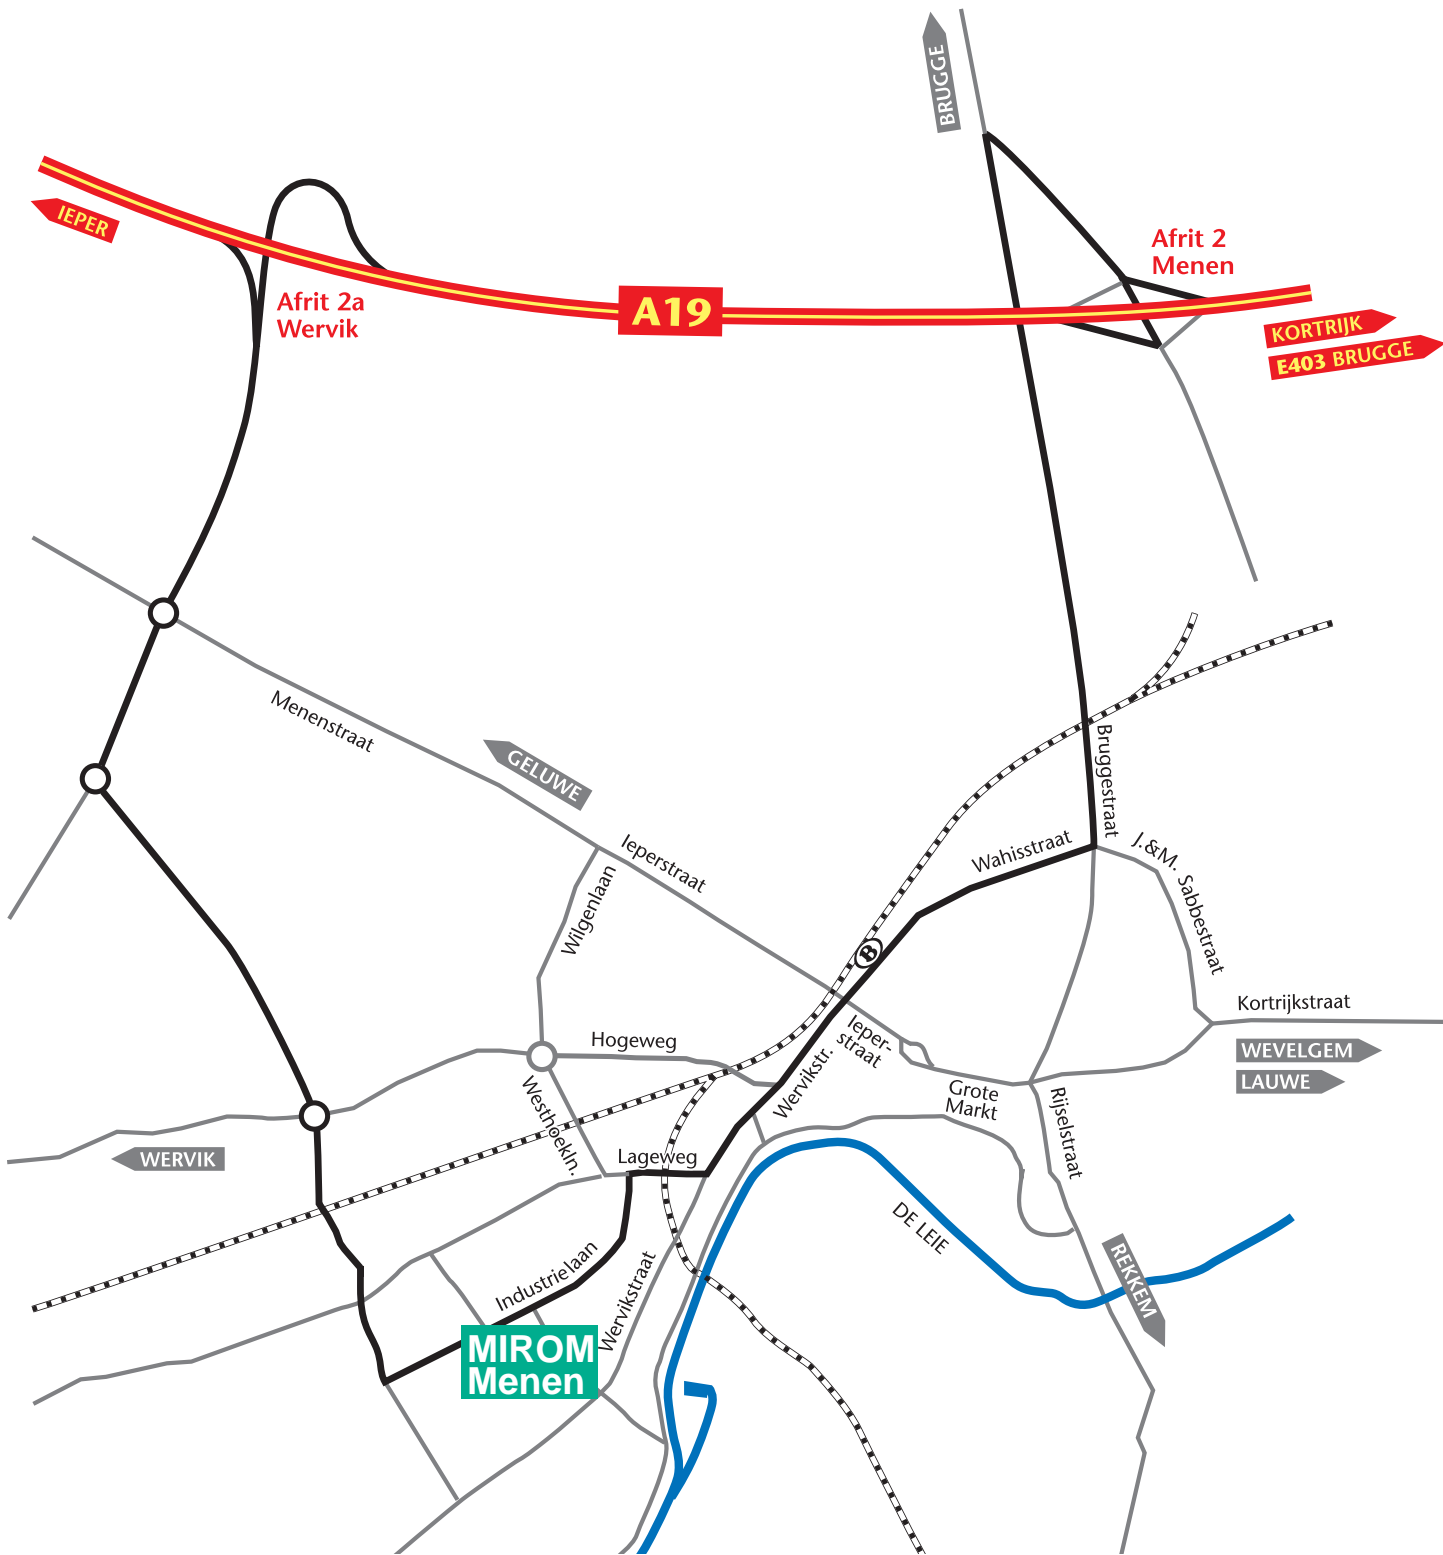 BRUGGE
IEPER
Afrit 2
Menen
Afrit 2a
Wervik
A19
KORTRIJK
E403 BRUGGE
Menenstraat
GELUWE
Bruggestraat
Ieperstraat
Wahisstraat
J.&M. Sabbestraat
Wilgenlaan
B
Kortrijkstraat
Hogeweg
Ieper-
straat
WEVELGEM
LAUWE
Wervikstr.
Grote
Markt
Westhoekln.
Rijselstraat
WERVIK
Lageweg
DE LEIE
REKKEM
Industrielaan
Wervikstraat
MIROM
Menen